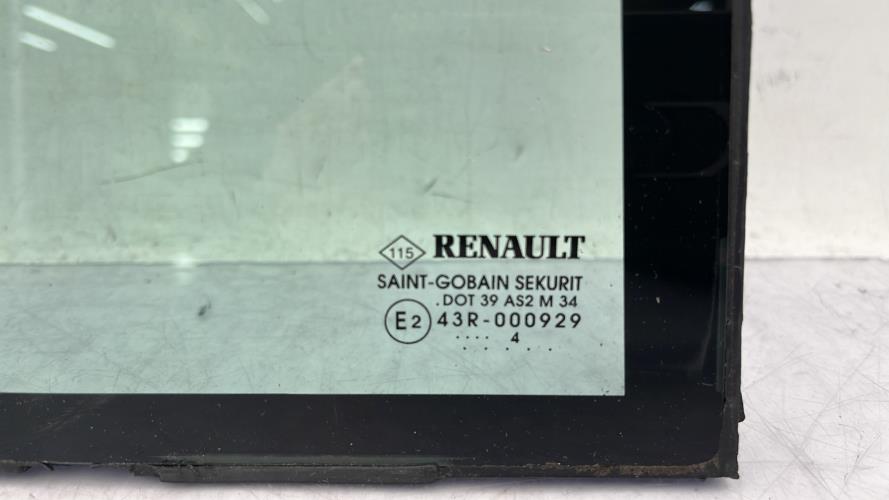 115 RENAULT
SAINT-GOBAIN SEKURIT
.DOT 39 AS2 M 34
E2 43R-000929
.... 4
. . . . . .